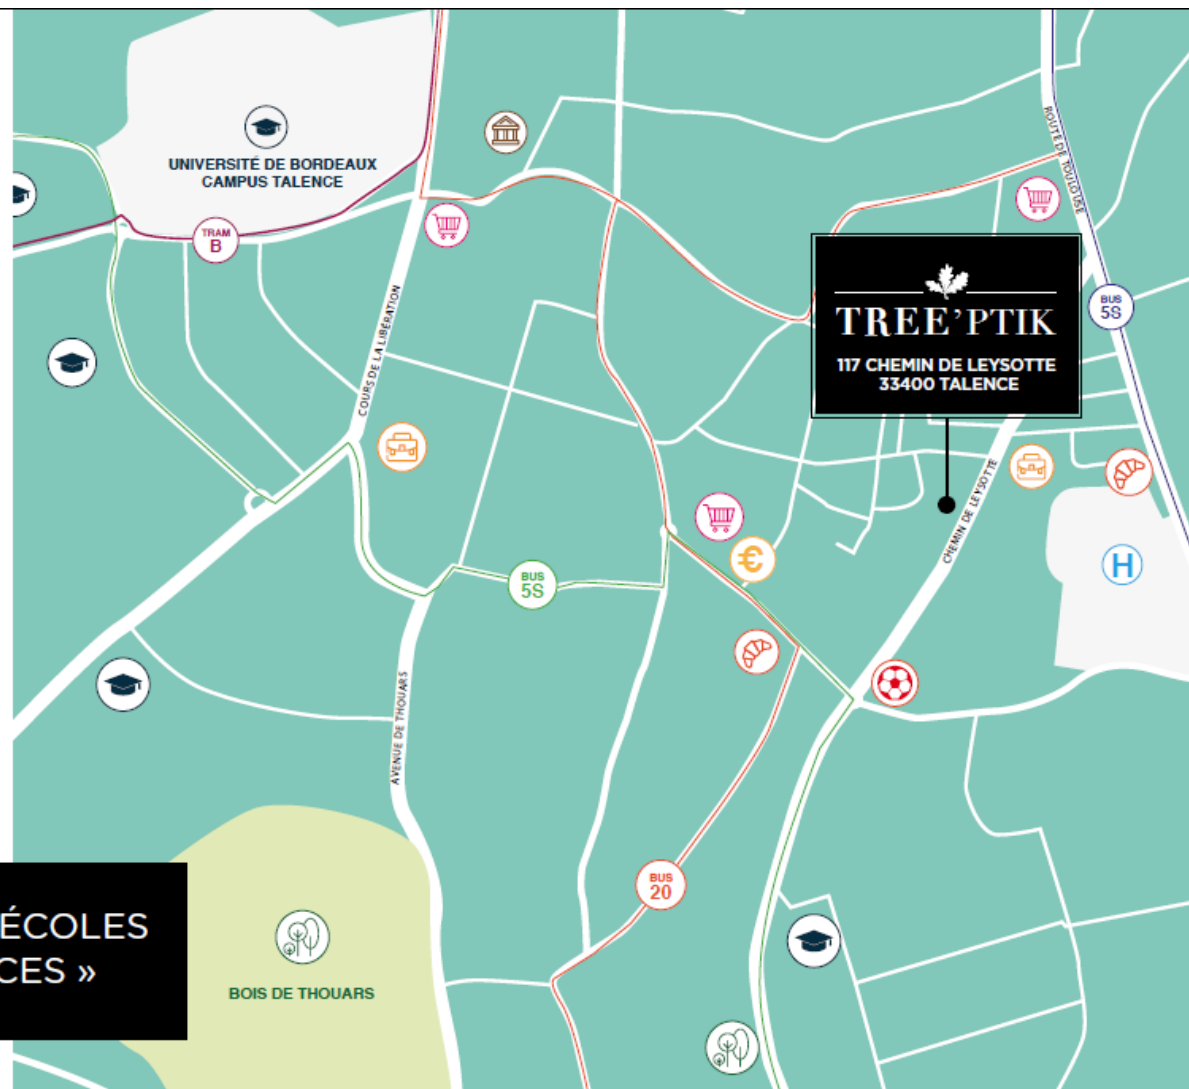 UNIVERSITÉ DE BORDEAUX
CAMPUS TALENCE
TRAM
B
COURS DE LA LIBÉRATION
ROUTE DE TOULOUSE
TREE’PTIK
117 CHEMIN DE LEYSOTTE
33400 TALENCE
BUS
5S
CHEMIN DE LEYSOTTE
H
€
BUS
5S
AVENUE DE THOUARS
BUS
20
ÉCOLES
CES »
BOIS DE THOUARS